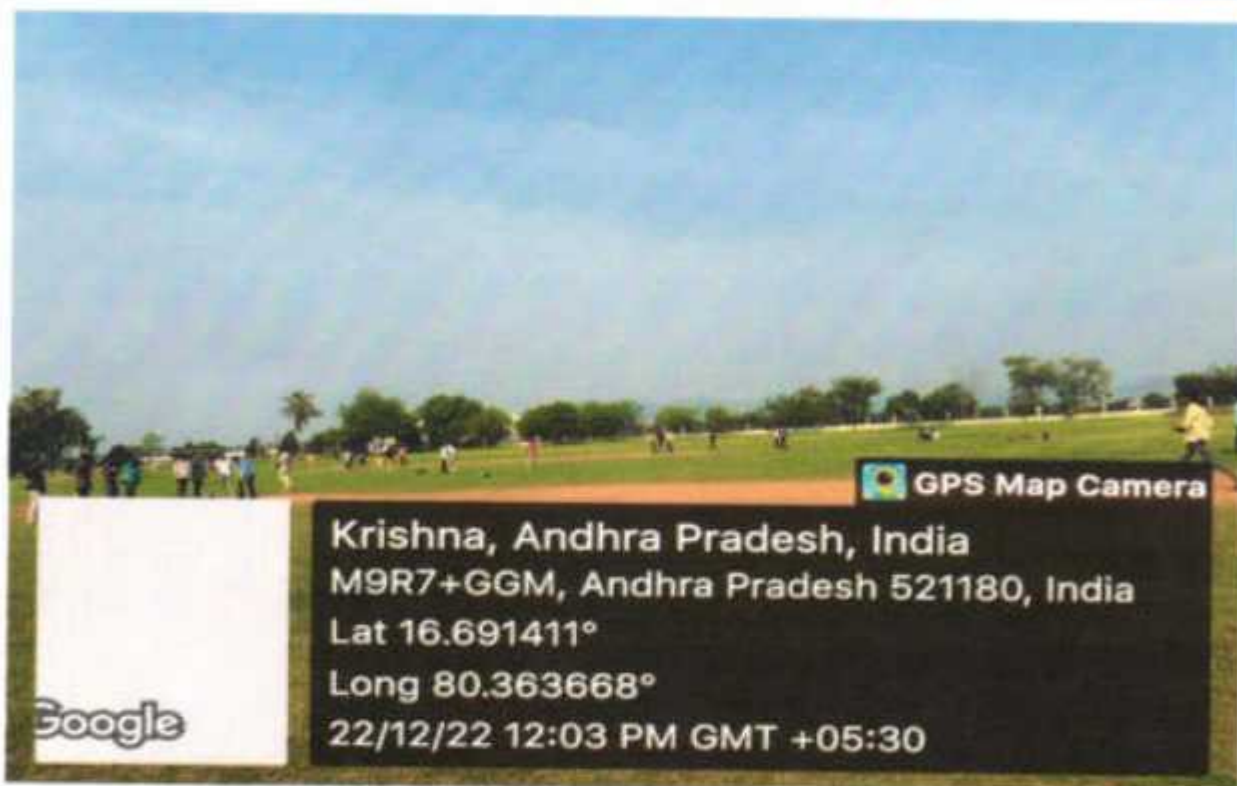 GPS Map Camera
Krishna, Andhra Pradesh, India
M9R7+GGM, Andhra Pradesh 521180, India
Lat 16.691411°
Long 80.363668°
22/12/22 12:03 PM GMT +05:30
Google